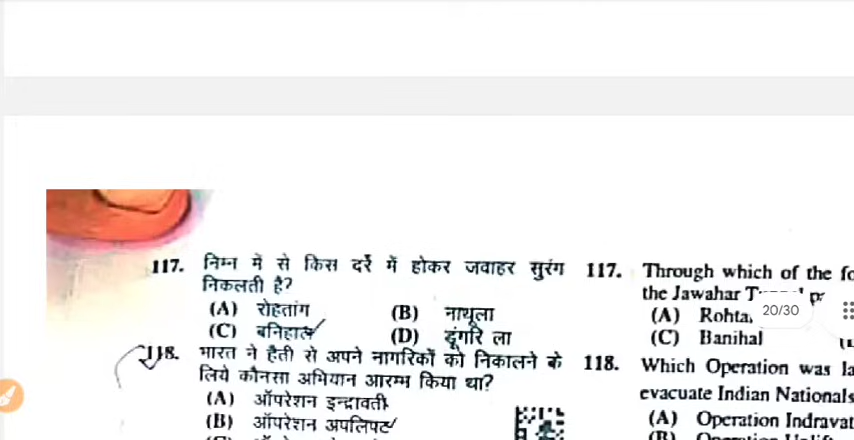 117. निम्न में से किस दर्रे में होकर जवाहर सुरंग
निकलती है?
(A) रोहतांग (B) नाथूला
(C) बनिहाल (D) ढूंगरि ला
118. भारत ने हैती से अपने नागरिकों को निकालने के
लिये कौनसा अभियान आरम्भ किया था?
(A) ऑपरेशन इन्द्रावती
(B) ऑपरेशन अपलिफ्ट
117. Through which of the
the Jawahar
(A)
20/30
(C) Banihal
118. Which Operation was
evacuate Indian Nationals
(A) Operation
(B)